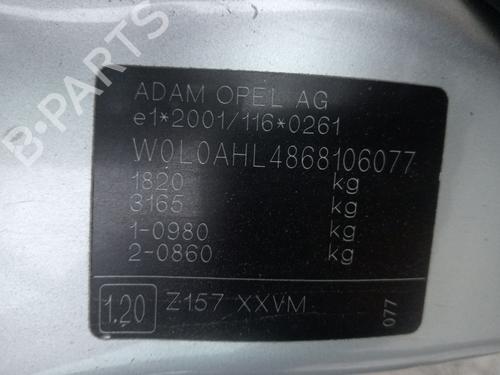 ADAM OPEL AG
e1*2001/116*0261
W0L0AHL4868106077
1820 kg
3165 kg
1-0980 kg
2-0860 kg
1.20 Z157 XXVM 077
B-PARTS